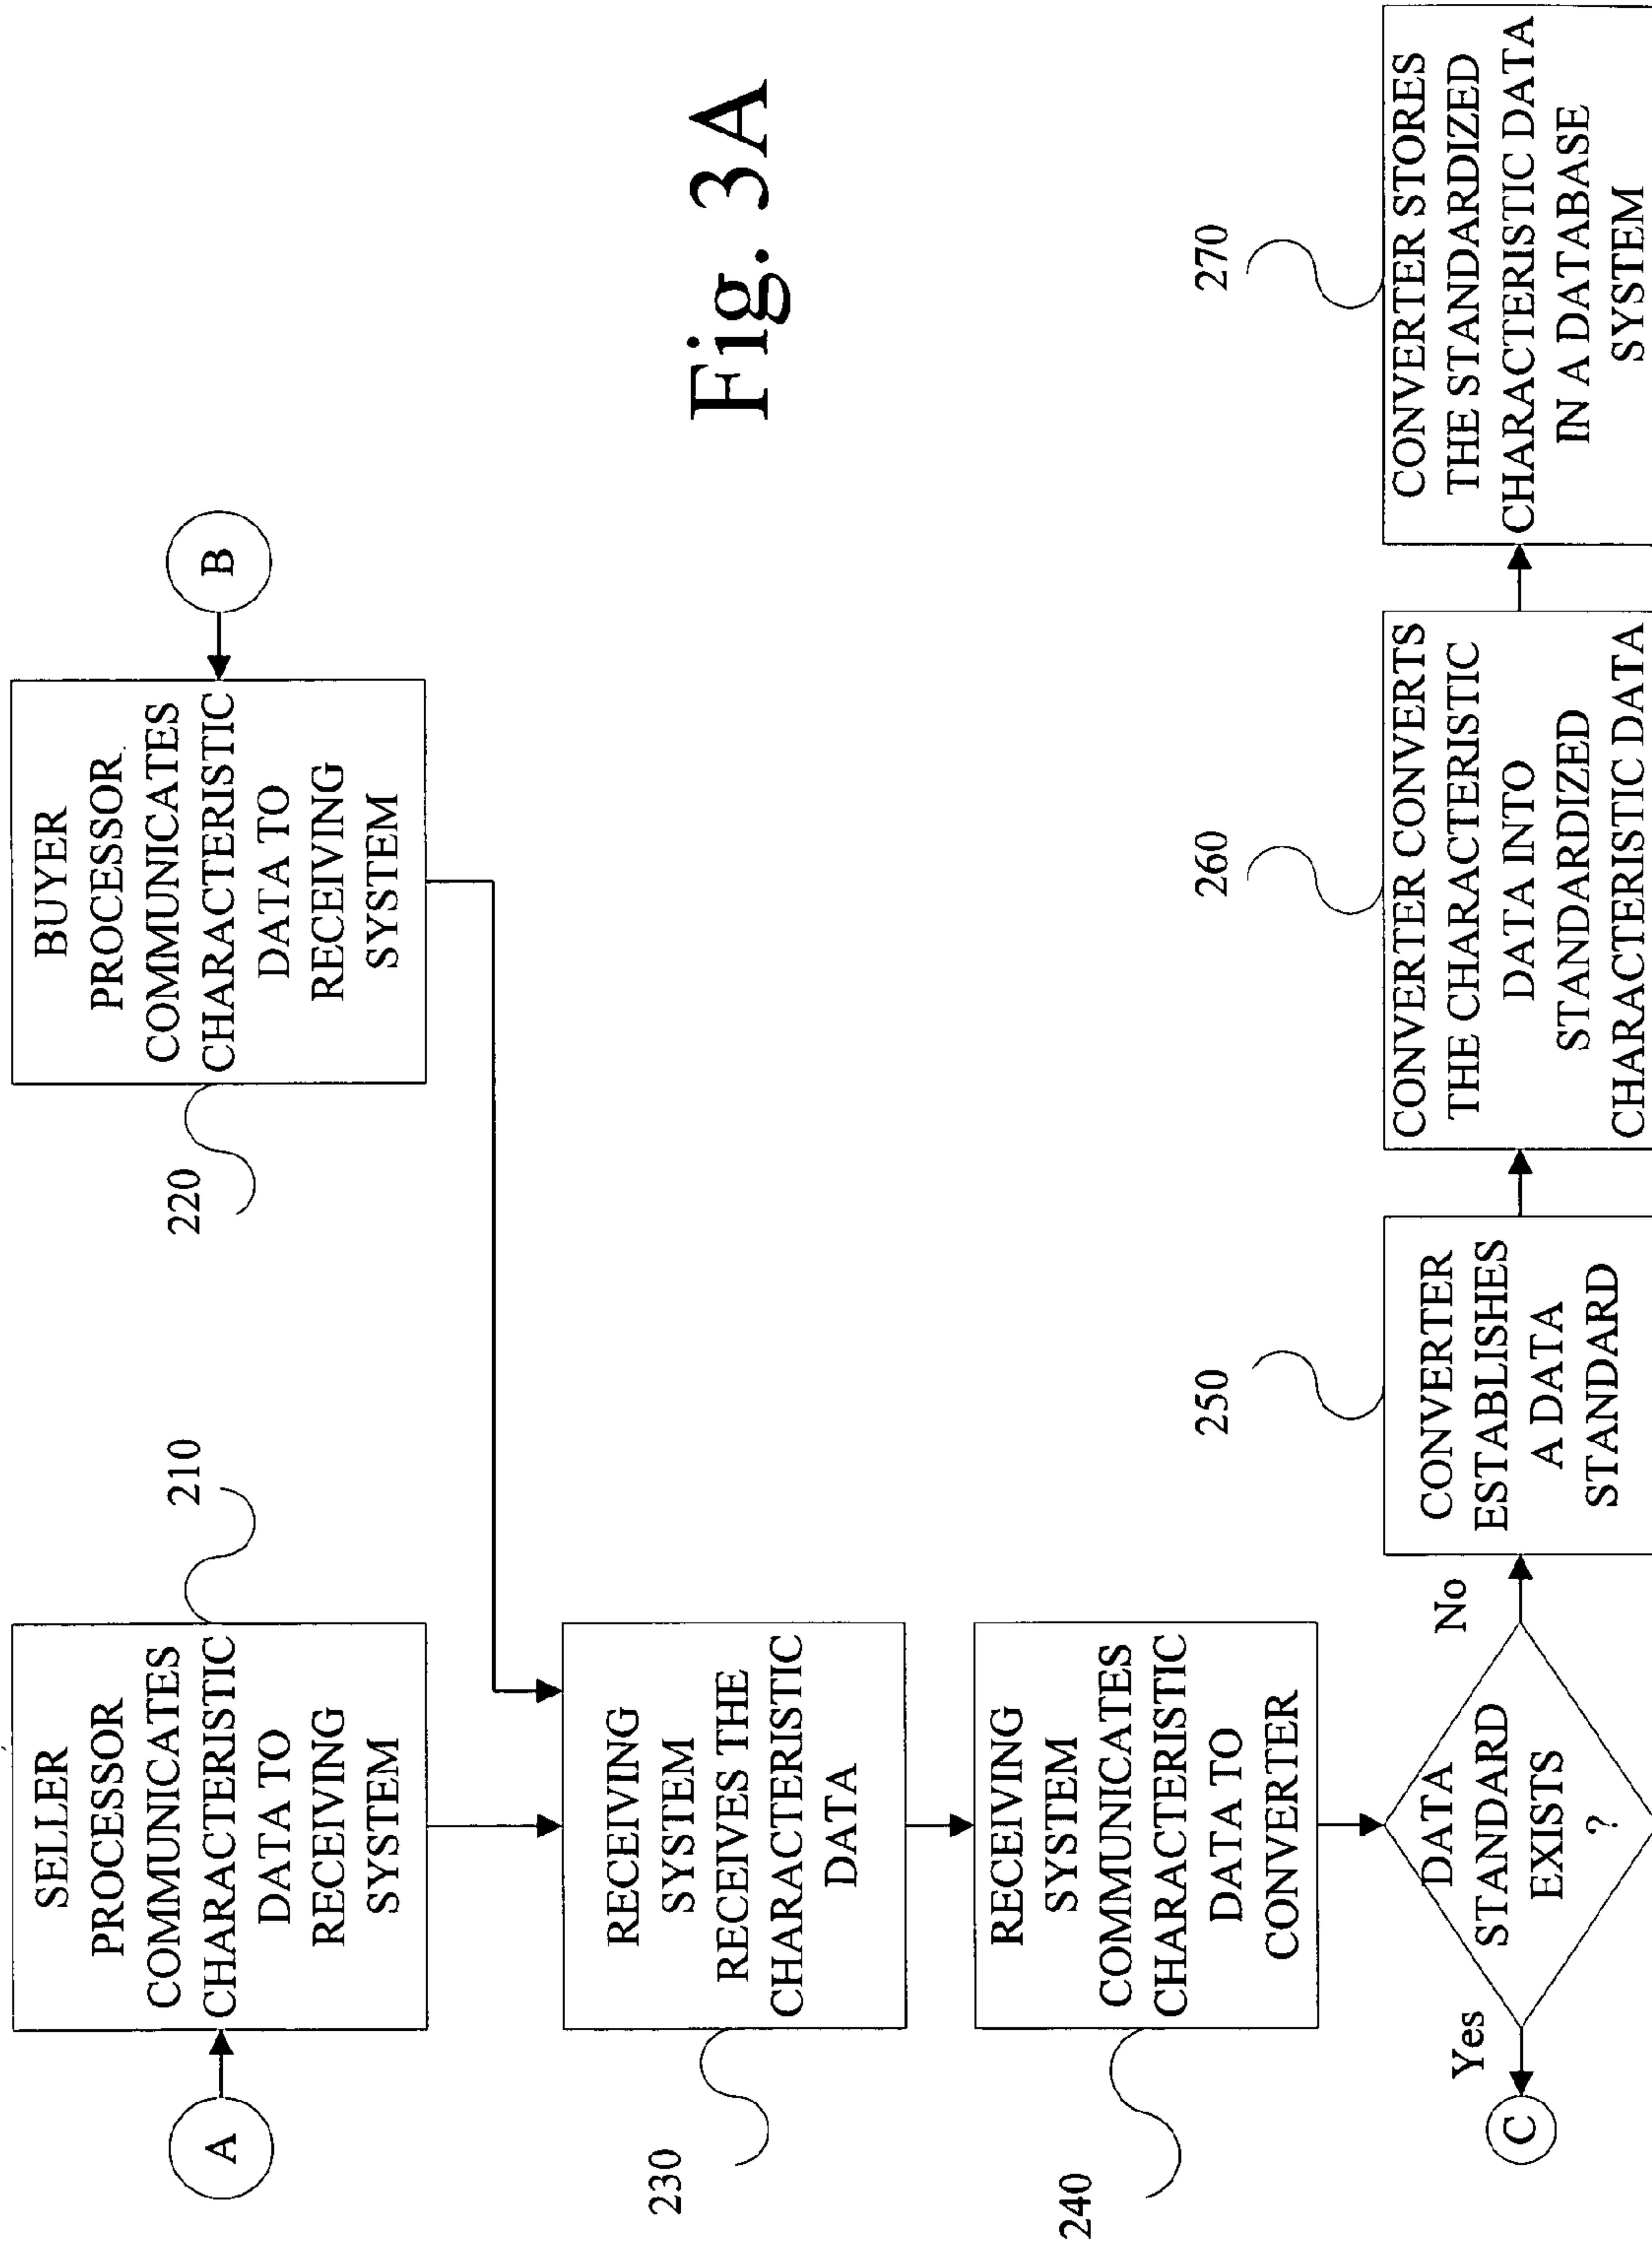 SELLER
PROCESSOR
COMMUNICATES
CHARACTERISTIC
DATA TO
RECEIVING
SYSTEM
210
A
BUYER
PROCESSOR
COMMUNICATES
CHARACTERISTIC
DATA TO
RECEIVING
SYSTEM
220
B
RECEIVING
SYSTEM
RECEIVES THE
CHARACTERISTIC
DATA
230
Fig. 3A
RECEIVING
SYSTEM
COMMUNICATES
CHARACTERISTIC
DATA TO
CONVERTER
240
DATA
STANDARD
EXISTS
?
Yes
C
No
CONVERTER
ESTABLISHES
A DATA
STANDARD
250
CONVERTER CONVERTS
THE CHARACTERISTIC
DATA INTO
STANDARDIZED
CHARACTERISTIC DATA
260
CONVERTER STORES
THE STANDARDIZED
CHARACTERISTIC DATA
IN A DATABASE
SYSTEM
270